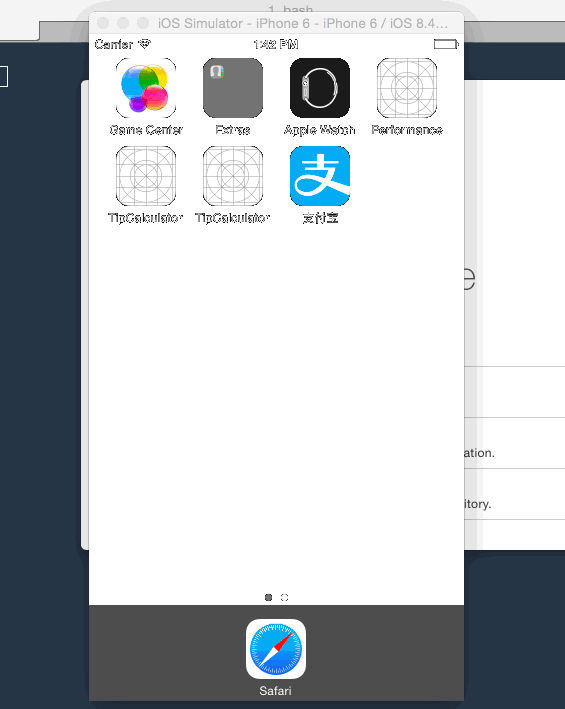 1. bash
iOS Simulator - iPhone 6 - iPhone 6 / iOS 8.4...
Carrier 1:42 PM
Game Center Extras Apple Watch Performance
支
TipCalculator TipCalculator 支付宝
e
ation.
itory.
Safari